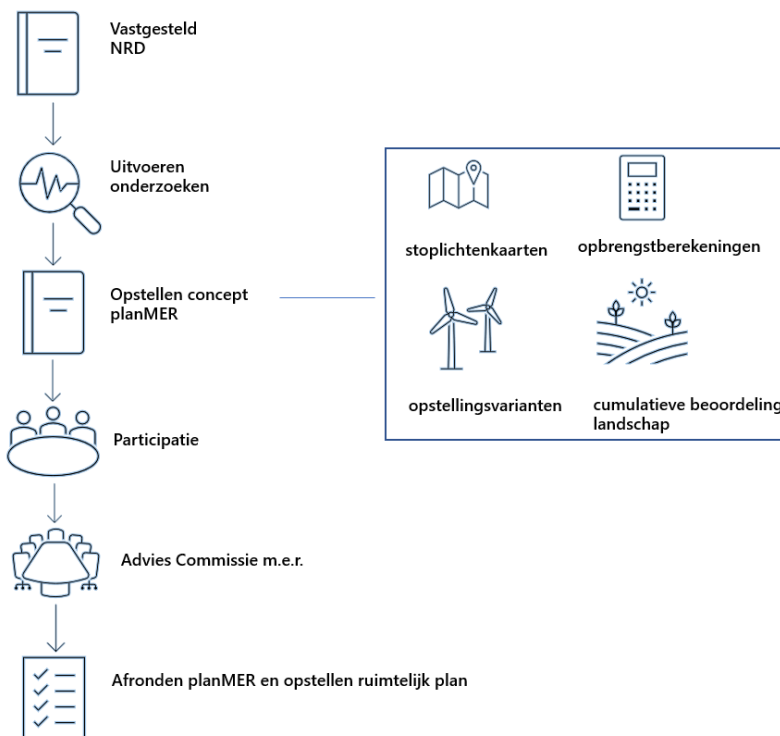 Vastgesteld
NRD
Uitvoeren
onderzoeken
Opstellen concept
planMER
stoplichtenkaarten
opbrengstberekeningen
opstellingsvarianten
cumulatieve beoordeling
landschap
Participatie
Advies Commissie m.e.r.
Afronden planMER en opstellen ruimtelijk plan